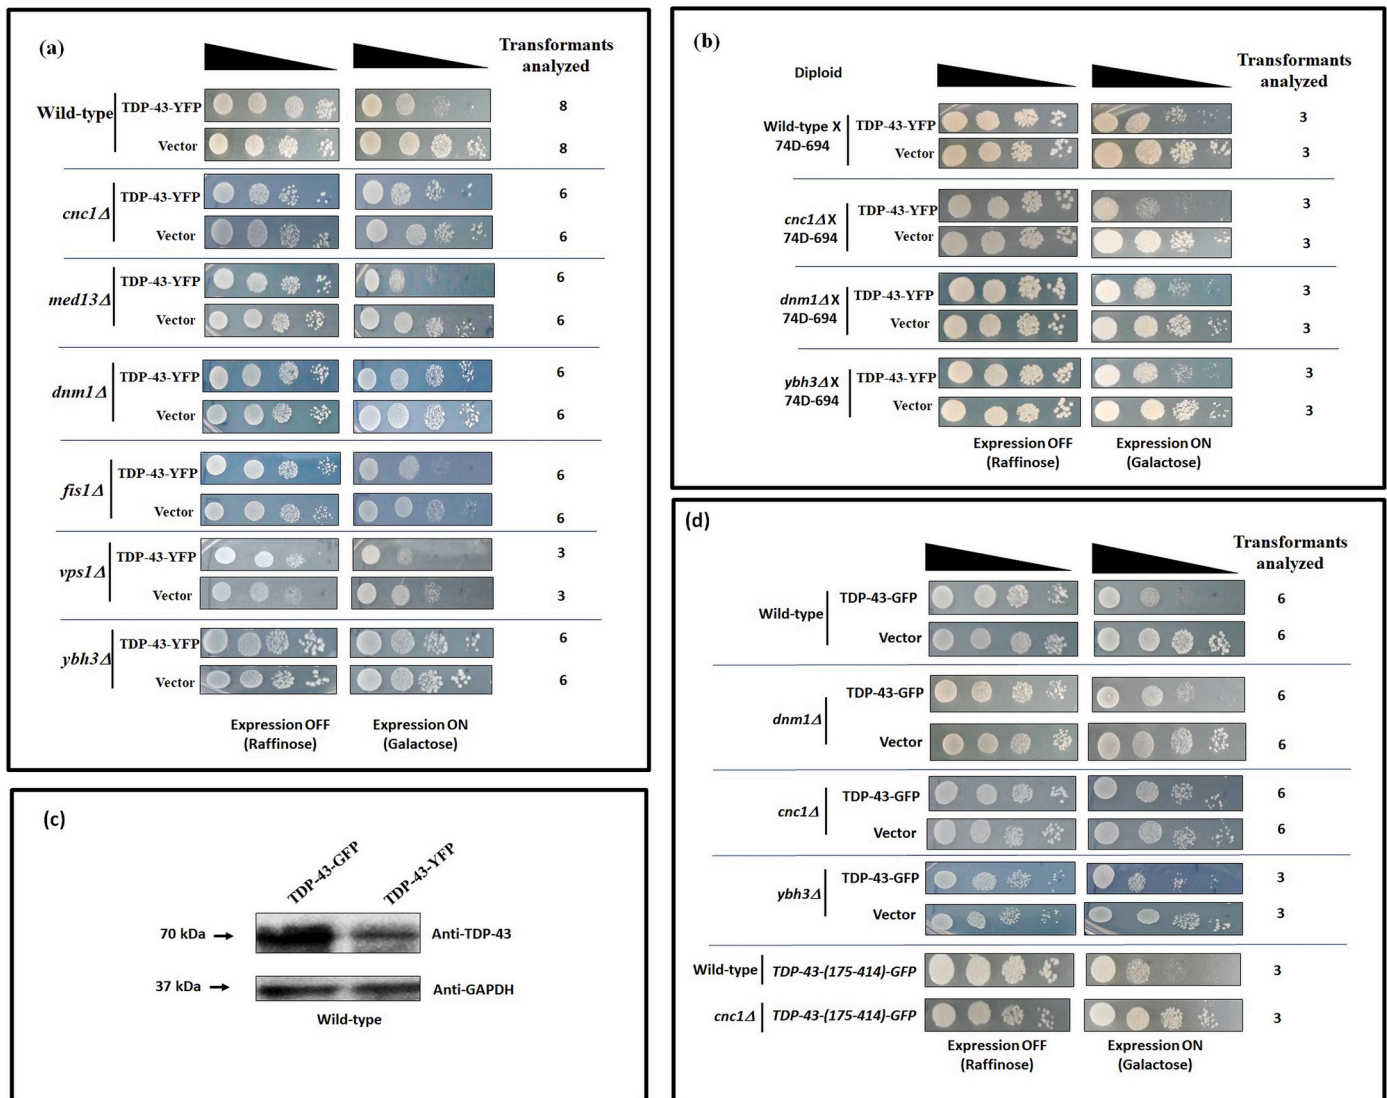 (a)
Transformants
analyzed
Wild-type
TDP-43-YFP
8
Vector
8
cnc1Δ
TDP-43-YFP
6
Vector
6
med13Δ
TDP-43-YFP
6
Vector
6
dnm1Δ
TDP-43-YFP
6
Vector
6
fis1Δ
TDP-43-YFP
6
Vector
6
vps1Δ
TDP-43-YFP
3
Vector
3
ybh3Δ
TDP-43-YFP
6
Vector
6
Expression OFF
(Raffinose)
Expression ON
(Galactose)
(b)
Diploid
Transformants
analyzed
Wild-type X
74D-694
TDP-43-YFP
3
Vector
3
cnc1Δ X
74D-694
TDP-43-YFP
3
Vector
3
dnm1Δ X
74D-694
TDP-43-YFP
3
Vector
3
ybh3Δ X
74D-694
TDP-43-YFP
3
Vector
3
Expression OFF
(Raffinose)
Expression ON
(Galactose)
(c)
TDP-43-GFP
TDP-43-YFP
70 kDa
Anti-TDP-43
37 kDa
Anti-GAPDH
Wild-type
(d)
Transformants
analyzed
Wild-type
TDP-43-GFP
6
Vector
6
dnm1Δ
TDP-43-GFP
6
Vector
6
cnc1Δ
TDP-43-GFP
6
Vector
6
ybh3Δ
TDP-43-GFP
3
Vector
3
Wild-type TDP-43-(175-414)-GFP 3
cnc1Δ TDP-43-(175-414)-GFP 3
Expression OFF
(Raffinose)
Expression ON
(Galactose)